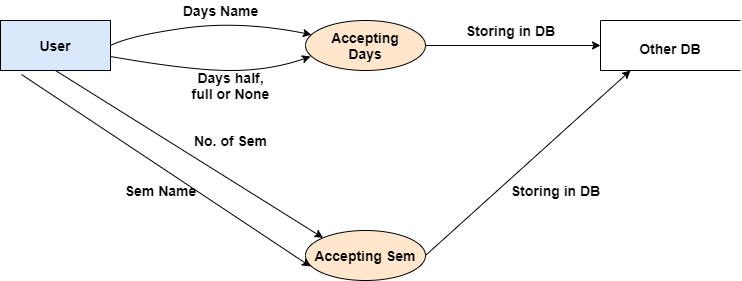 Days Name
User
Accepting
Days
Storing in DB
Other DB
Days half,
full or None
No. of Sem
Sem Name
Storing in DB
Accepting Sem